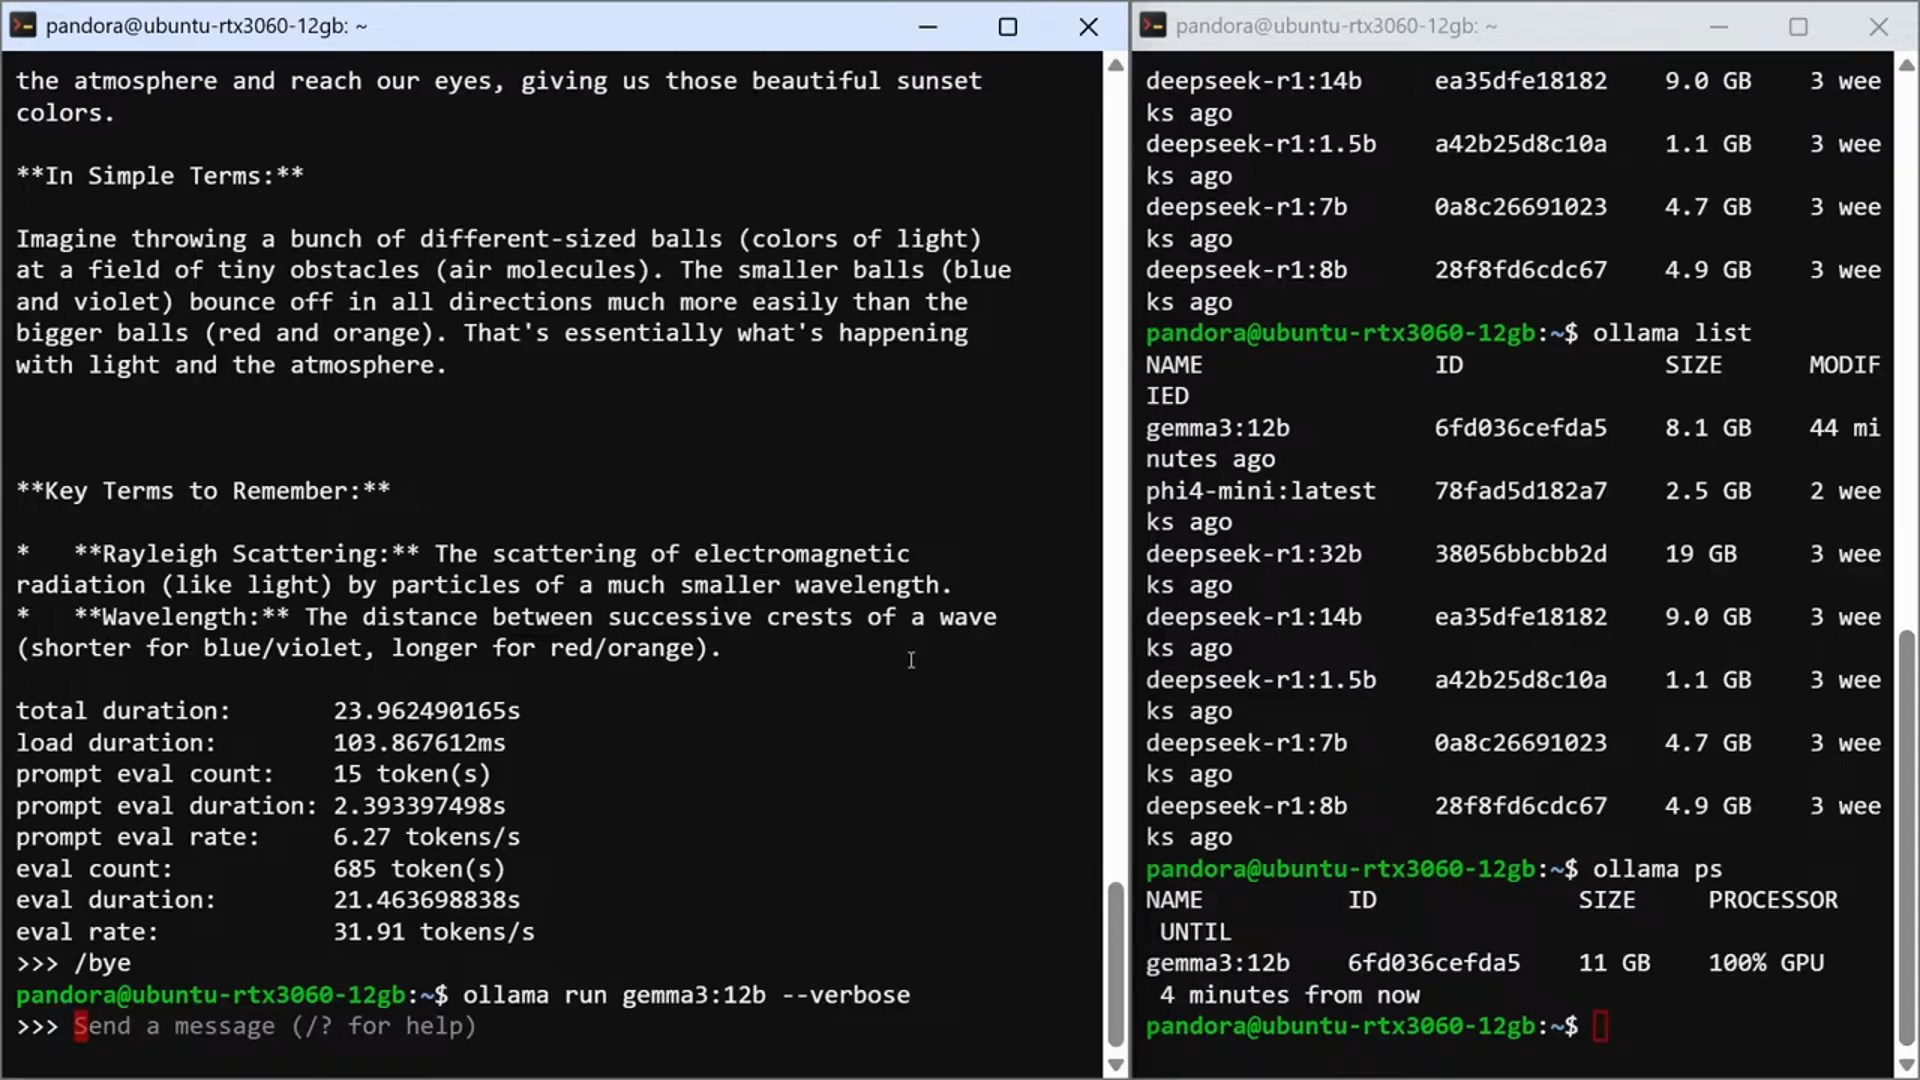 pandora@ubuntu-rtx3060-12gb: ~
the atmosphere and reach our eyes, giving us those beautiful sunset
colors.
**In Simple Terms:**
Imagine throwing a bunch of different-sized balls (colors of light)
at a field of tiny obstacles (air molecules). The smaller balls (blue
and violet) bounce off in all directions much more easily than the
bigger balls (red and orange). That's essentially what's happening
with light and the atmosphere.
**Key Terms to Remember:**
*   **Rayleigh Scattering:** The scattering of electromagnetic
radiation (like light) by particles of a much smaller wavelength.
*   **Wavelength:** The distance between successive crests of a wave
(shorter for blue/violet, longer for red/orange).
total duration:       23.962490165s
load duration:        103.867612ms
prompt eval count:    15 token(s)
prompt eval duration: 2.393397498s
prompt eval rate:     6.27 tokens/s
eval count:           685 token(s)
eval duration:        21.463698838s
eval rate:            31.91 tokens/s
>>> /bye
pandora@ubuntu-rtx3060-12gb:~$ ollama run gemma3:12b --verbose
>>> Send a message (/? for help)
pandora@ubuntu-rtx3060-12gb: ~
deepseek-r1:14b     ea35dfe18182    9.0 GB    3 wee
ks ago
deepseek-r1:1.5b    a42b25d8c10a    1.1 GB    3 wee
ks ago
deepseek-r1:7b      0a8c26691023    4.7 GB    3 wee
ks ago
deepseek-r1:8b      28f8fd6cdc67    4.9 GB    3 wee
ks ago
pandora@ubuntu-rtx3060-12gb:~$ ollama list
NAME                ID              SIZE      MODIF
IED
gemma3:12b          6fd036cefda5    8.1 GB    44 mi
nutes ago
phi4-mini:latest    78fad5d182a7    2.5 GB    2 wee
ks ago
deepseek-r1:32b     38056bbcbb2d    19 GB     3 wee
ks ago
deepseek-r1:14b     ea35dfe18182    9.0 GB    3 wee
ks ago
deepseek-r1:1.5b    a42b25d8c10a    1.1 GB    3 wee
ks ago
deepseek-r1:7b      0a8c26691023    4.7 GB    3 wee
ks ago
deepseek-r1:8b      28f8fd6cdc67    4.9 GB    3 wee
ks ago
pandora@ubuntu-rtx3060-12gb:~$ ollama ps
NAME          ID              SIZE     PROCESSOR
UNTIL
gemma3:12b    6fd036cefda5    11 GB    100% GPU
4 minutes from now
pandora@ubuntu-rtx3060-12gb:~$